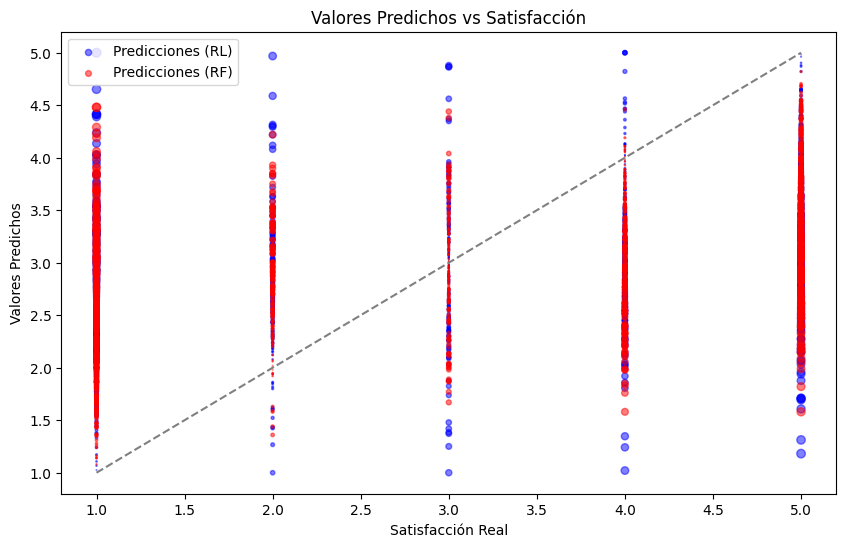 Valores Predichos vs Satisfacción
Predicciones (RL)
Predicciones (RF)
Valores Predichos
5.0
4.5
4.0
3.5
3.0
2.5
2.0
1.5
1.0
1.0 1.5 2.0 2.5 3.0 3.5 4.0 4.5 5.0
Satisfacción Real